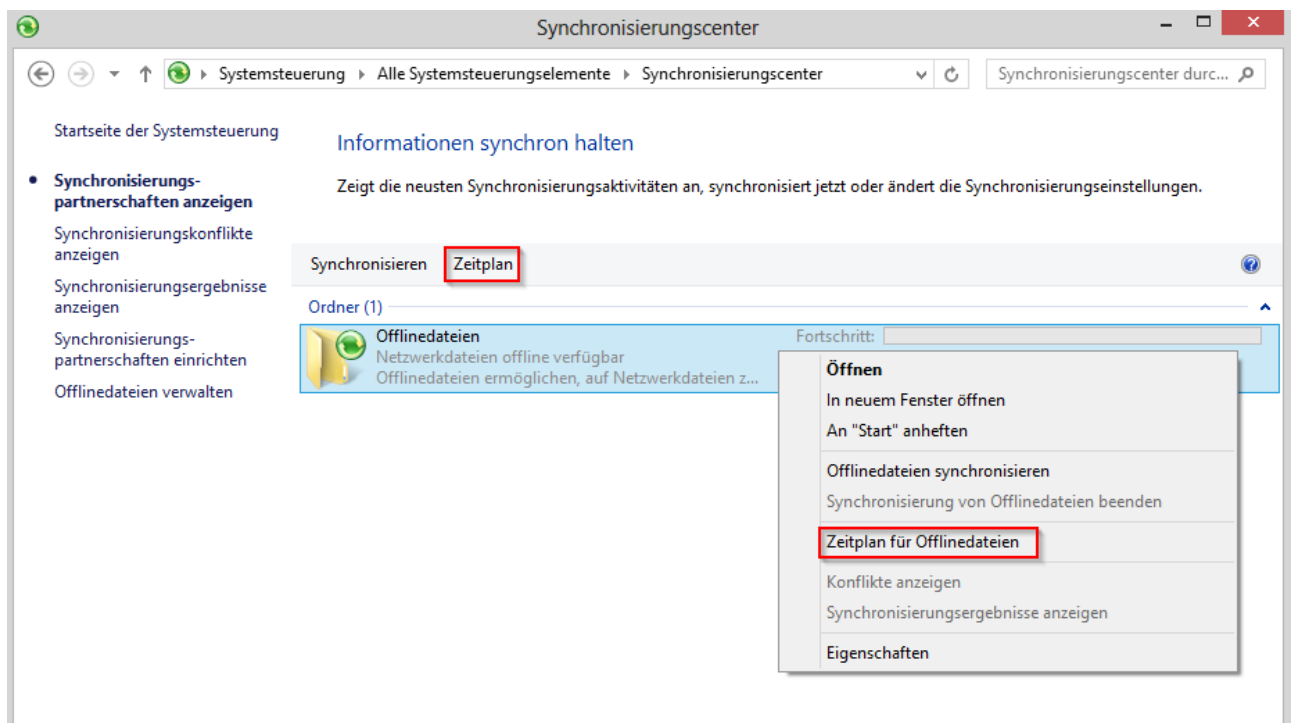 Synchronisierungscenter
Systemsteuerung Alle Systemsteuerungselemente Synchronisierungscenter
Synchronisierungscenter durc...
Startseite der Systemsteuerung
Synchronisierungs-
partnerschaften anzeigen
Synchronisierungskonflikte
anzeigen
Synchronisierungsergebnisse
anzeigen
Synchronisierungs-
partnerschaften einrichten
Offlinedateien verwalten
Informationen synchron halten
Zeigt die neusten Synchronisierungsaktivitäten an, synchronisiert jetzt oder ändert die Synchronisierungseinstellungen.
Synchronisieren Zeitplan
Ordner (1)
Offlinedateien
Netzwerkdateien offline verfügbar
Offlinedateien ermöglichen, auf Netzwerkdateien z...
Fortschritt:
Öffnen
In neuem Fenster öffnen
An "Start" anheften
Offlinedateien synchronisieren
Synchronisierung von Offlinedateien beenden
Zeitplan für Offlinedateien
Konflikte anzeigen
Synchronisierungsergebnisse anzeigen
Eigenschaften